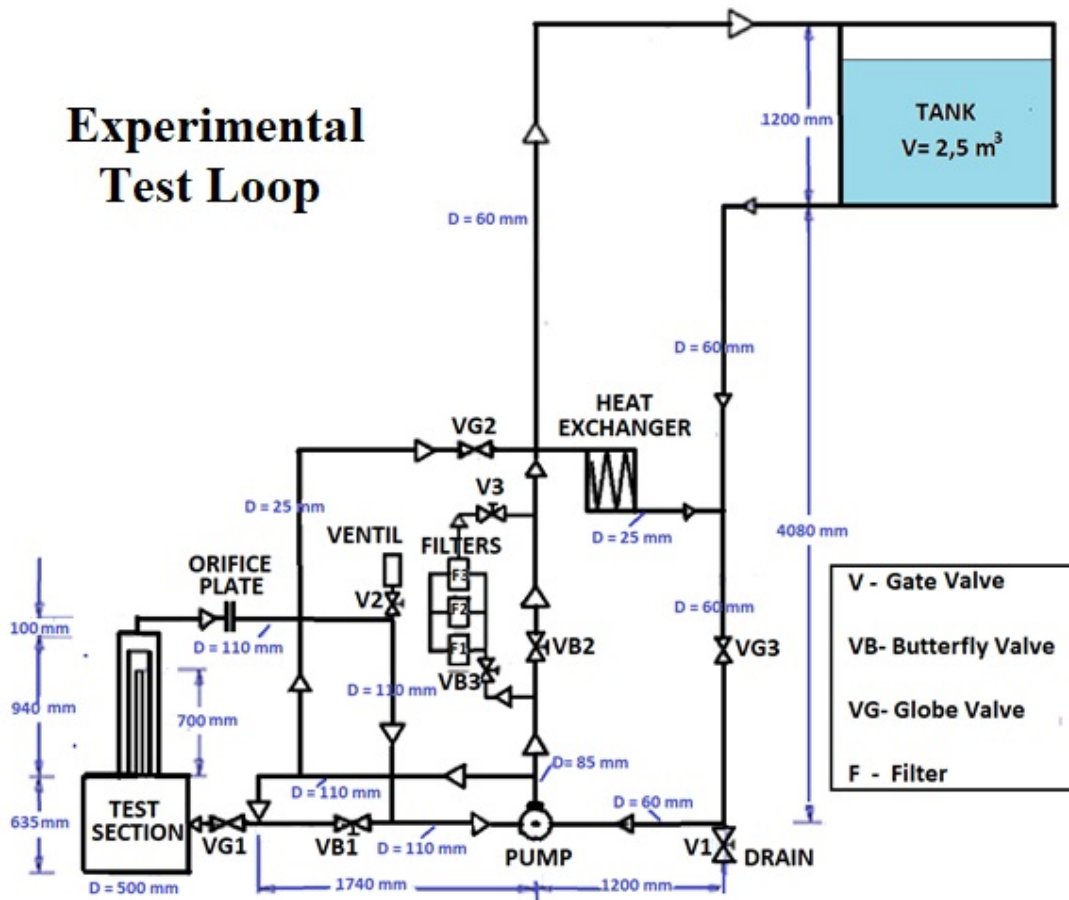 Experimental
Test Loop
TANK
V= 2,5 m³
1200 mm
D = 60 mm
D = 60 mm
HEAT
EXCHANGER
VG2
V3
D = 25 mm
VENTIL
FILTERS
D = 25 mm
4080 mm
ORIFICE
PLATE
F3
V2
F2
D = 60 mm
V - Gate Valve
100 mm
D = 110 mm
F1
VB2
VG3
VB- Butterfly Valve
VB3
D = 110 mm
940 mm
700 mm
VG- Globe Valve
D= 85 mm
F - Filter
D = 110 mm
TEST
SECTION
635 mm
D = 60 mm
VG1
VB1
D = 110 mm
PUMP
V1
DRAIN
D = 500 mm
1740 mm
1200 mm